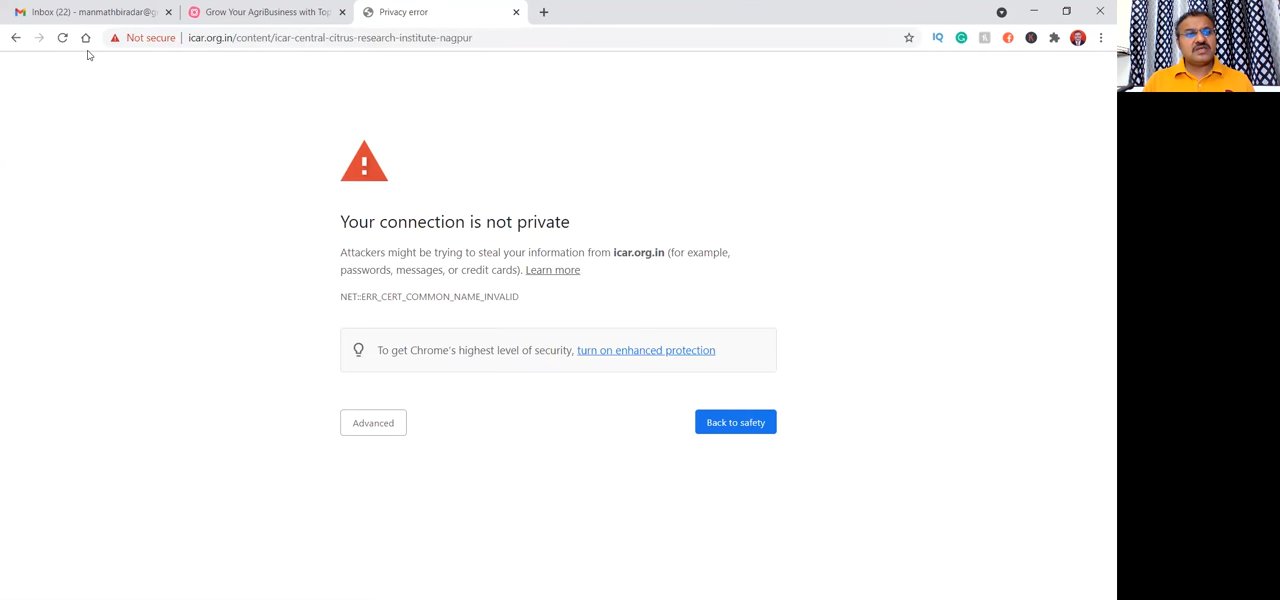 Inbox (22) - manmathbiradar@g
Grow Your AgriBusiness with Top
Privacy error
Not secure
icar.org.in/content/icar-central-citrus-research-institute-nagpur
IQ
Your connection is not private
Attackers might be trying to steal your information from icar.org.in (for example,
passwords, messages, or credit cards). Learn more
NET::ERR_CERT_COMMON_NAME_INVALID
To get Chrome's highest level of security, turn on enhanced protection
Advanced
Back to safety